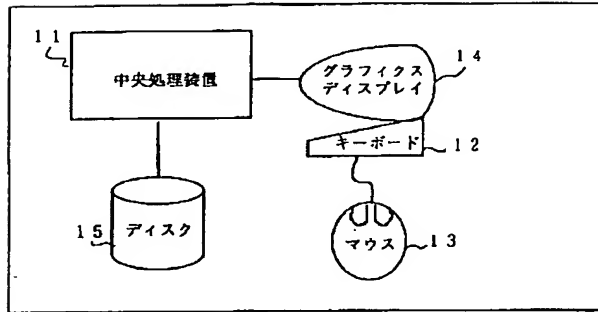 11
中央処理装置
グラフィクス
ディスプレイ
14
キーボード
12
15
ディスク
マウス
13